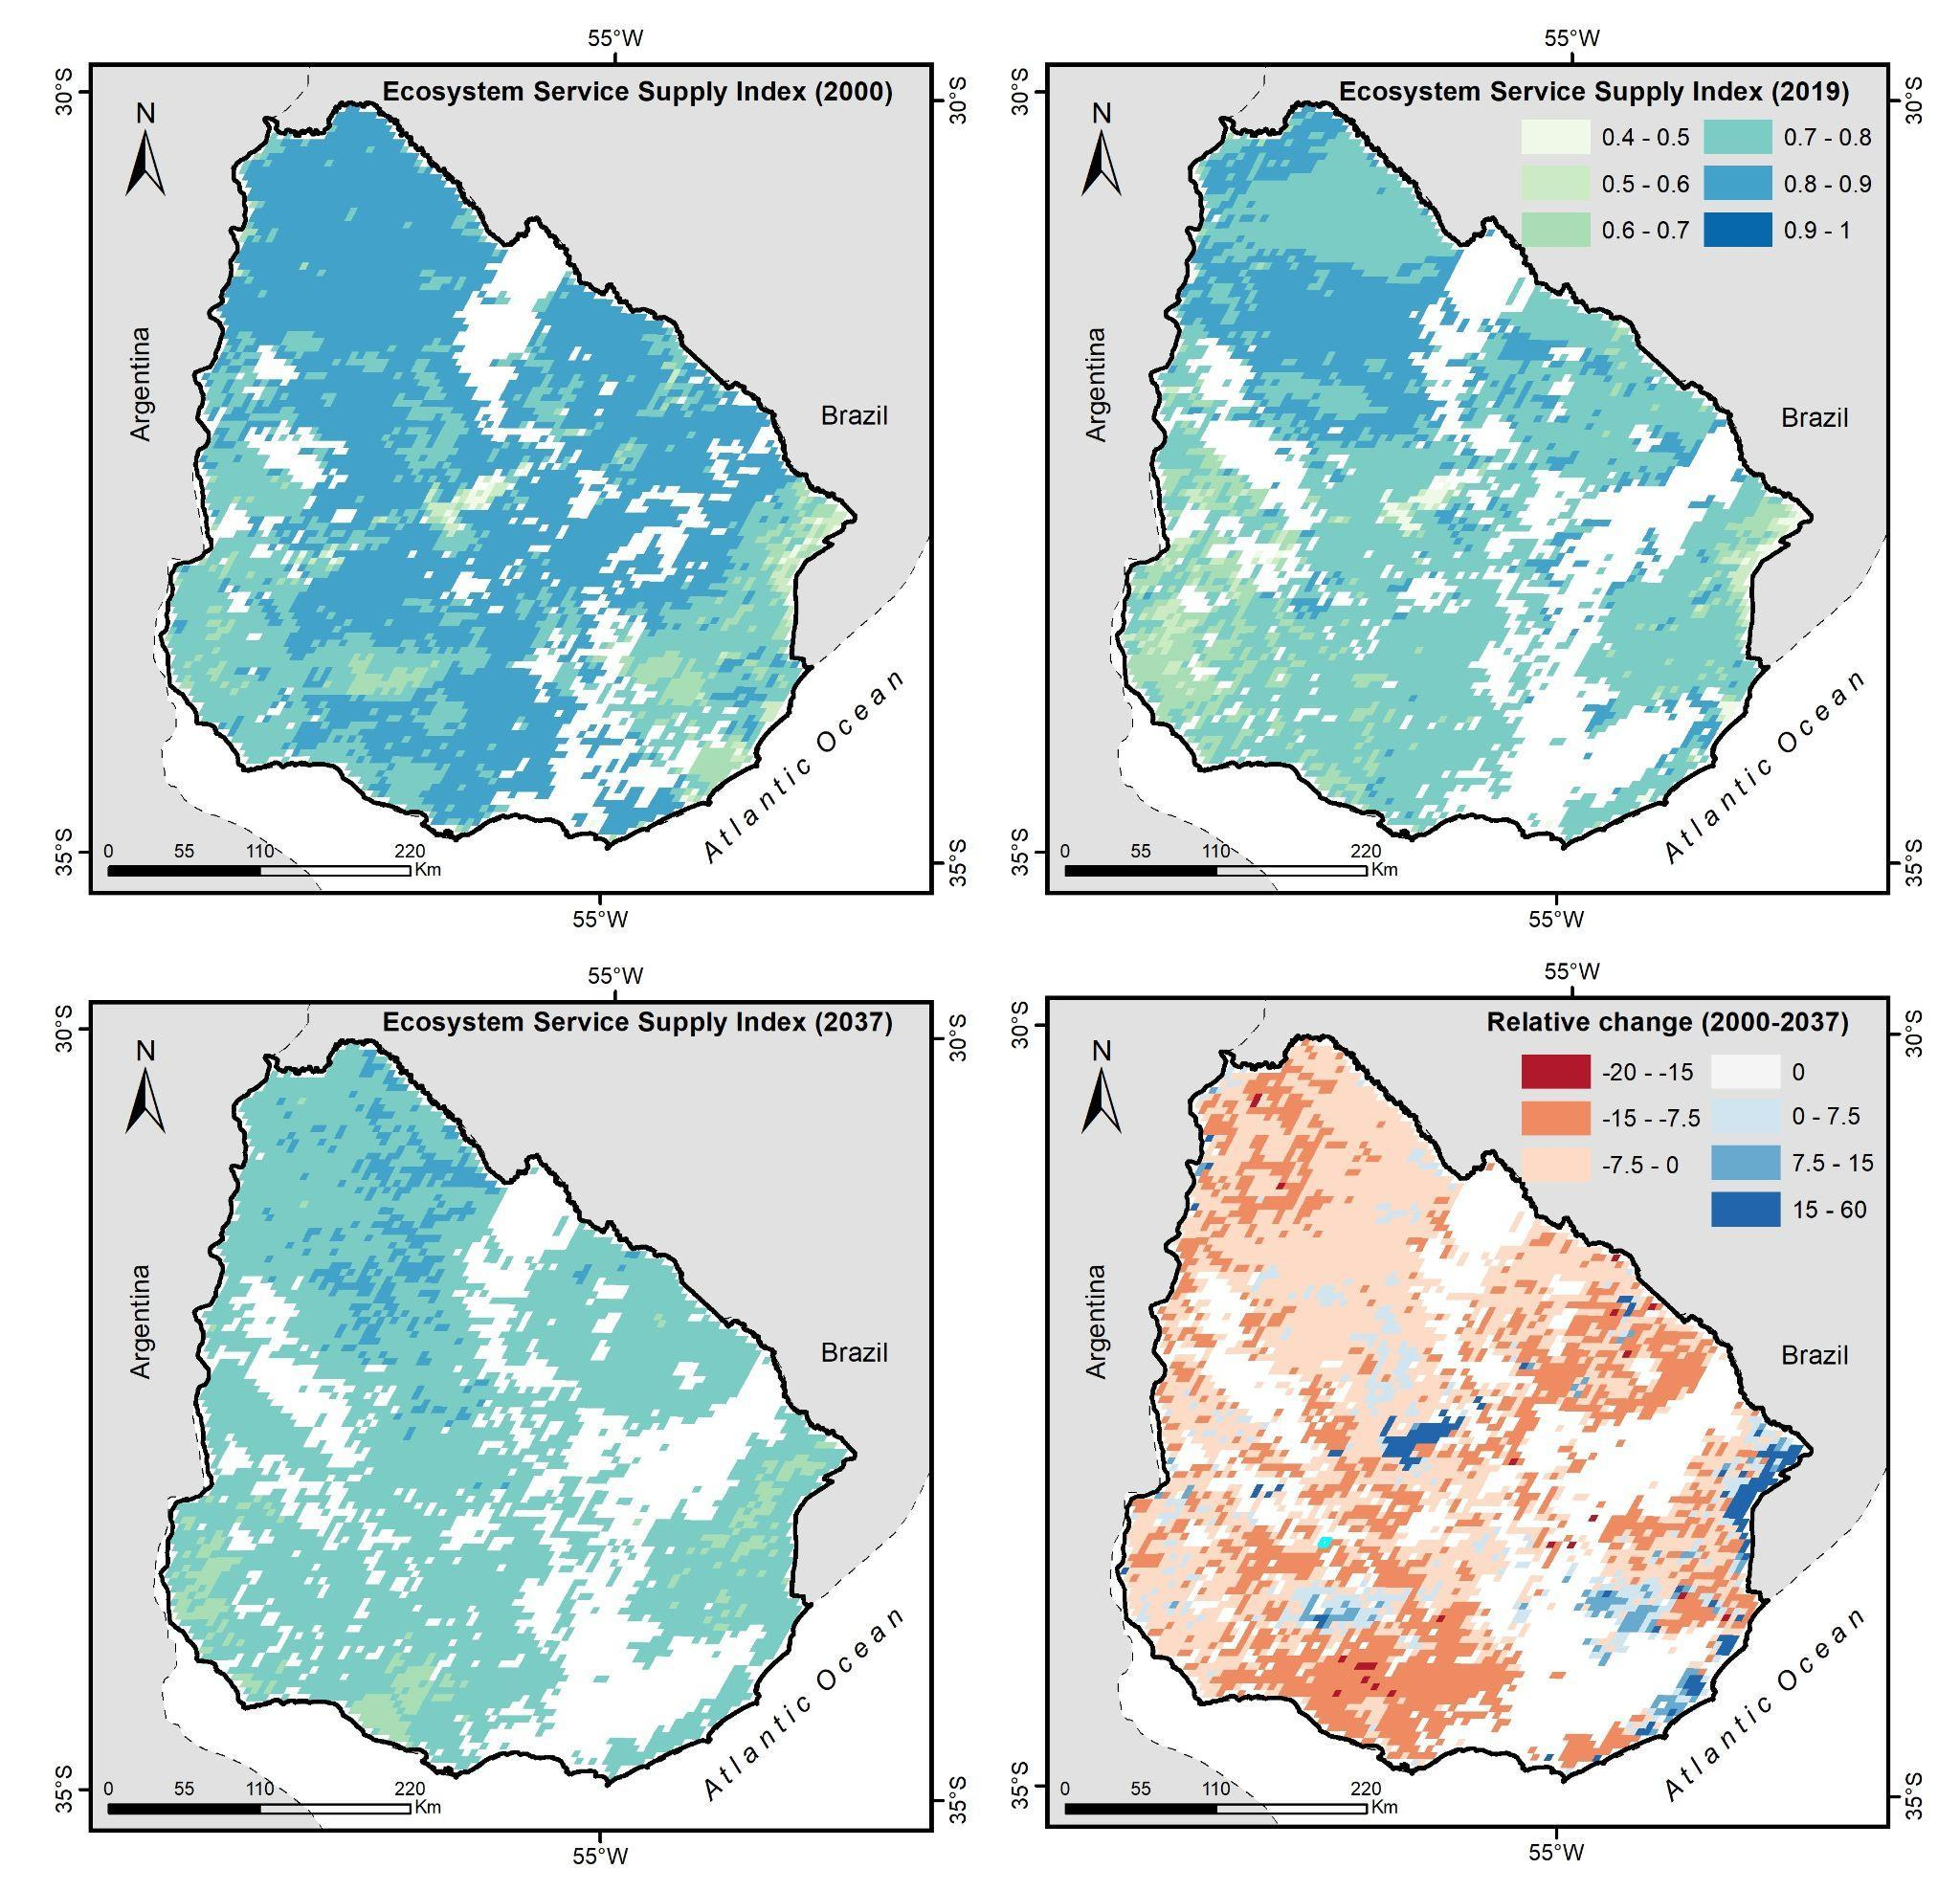 55°W
55°W
30°S
Ecosystem Service Supply Index (2000)
30°S
30°S
Ecosystem Service Supply Index (2019)
30°S
N
N
0.4 - 0.5
0.7 - 0.8
0.5 - 0.6
0.8 - 0.9
0.6 - 0.7
0.9 - 1
Argentina
Brazil
Argentina
Brazil
Atlantic Ocean
Atlantic Ocean
35°S
0 55 110 220
Km
35°S
35°S
0 55 110 220
Km
35°S
55°W
55°W
55°W
55°W
30°S
Ecosystem Service Supply Index (2037)
30°S
30°S
Relative change (2000-2037)
30°S
N
N
-20 - -15
0
-15 - -7.5
0 - 7.5
-7.5 - 0
7.5 - 15
15 - 60
Argentina
Brazil
Argentina
Brazil
Atlantic Ocean
Atlantic Ocean
35°S
0 55 110 220
Km
35°S
35°S
0 55 110 220
Km
35°S
55°W
55°W